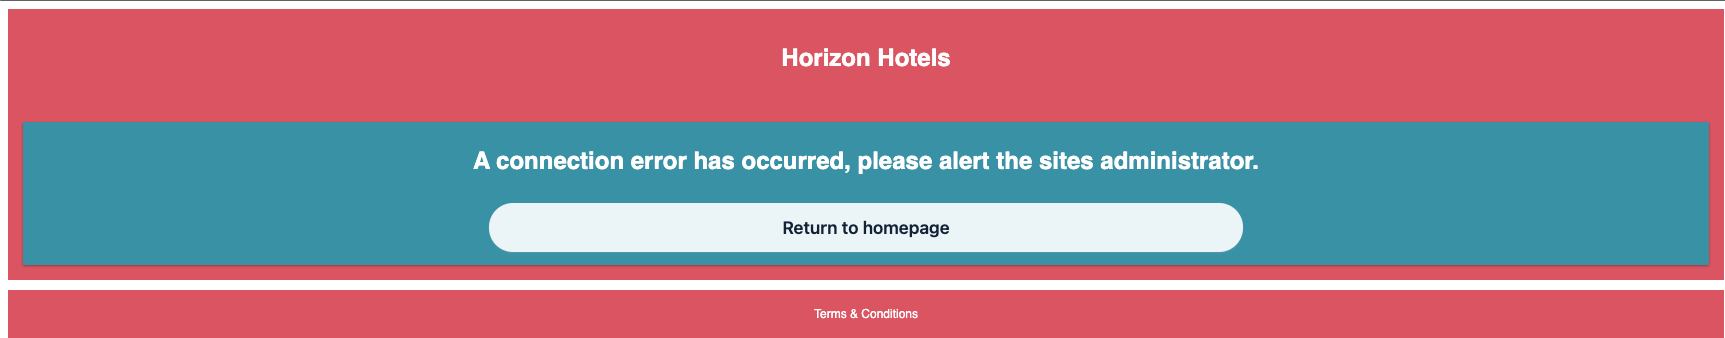 Horizon Hotels
A connection error has occurred, please alert the sites administrator.
Return to homepage
Terms & Conditions